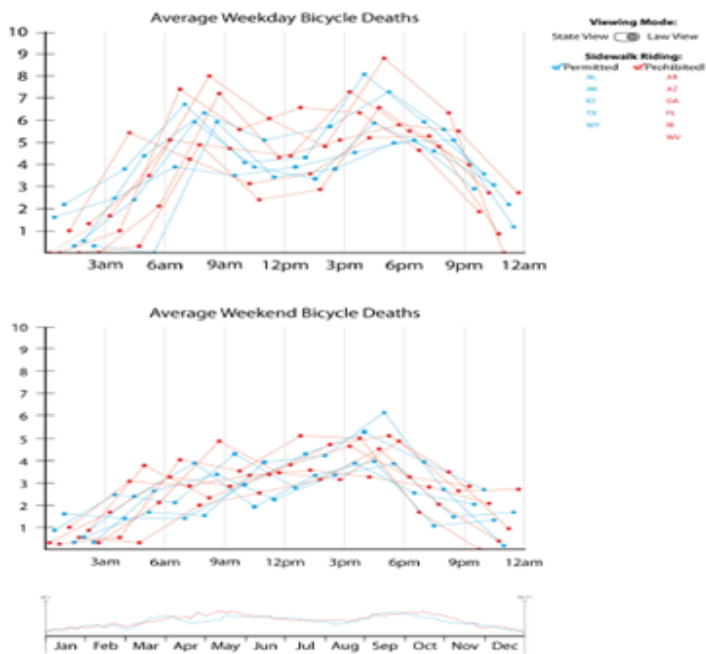 Average Weekday Bicycle Deaths
10
9
8
7
6
5
4
3
2
1
3am 6am 9am 12pm 3pm 6pm 9pm 12am
Viewing Mode:
State View Law View
Sidewalk Riding:
Permitted Prohibited
AL AR
AK AZ
ID GA
TX FL
WY RI
WV
Average Weekend Bicycle Deaths
10
9
8
7
6
5
4
3
2
1
3am 6am 9am 12pm 3pm 6pm 9pm 12am
Jan Feb Mar Apr May Jun Jul Aug Sep Oct Nov Dec